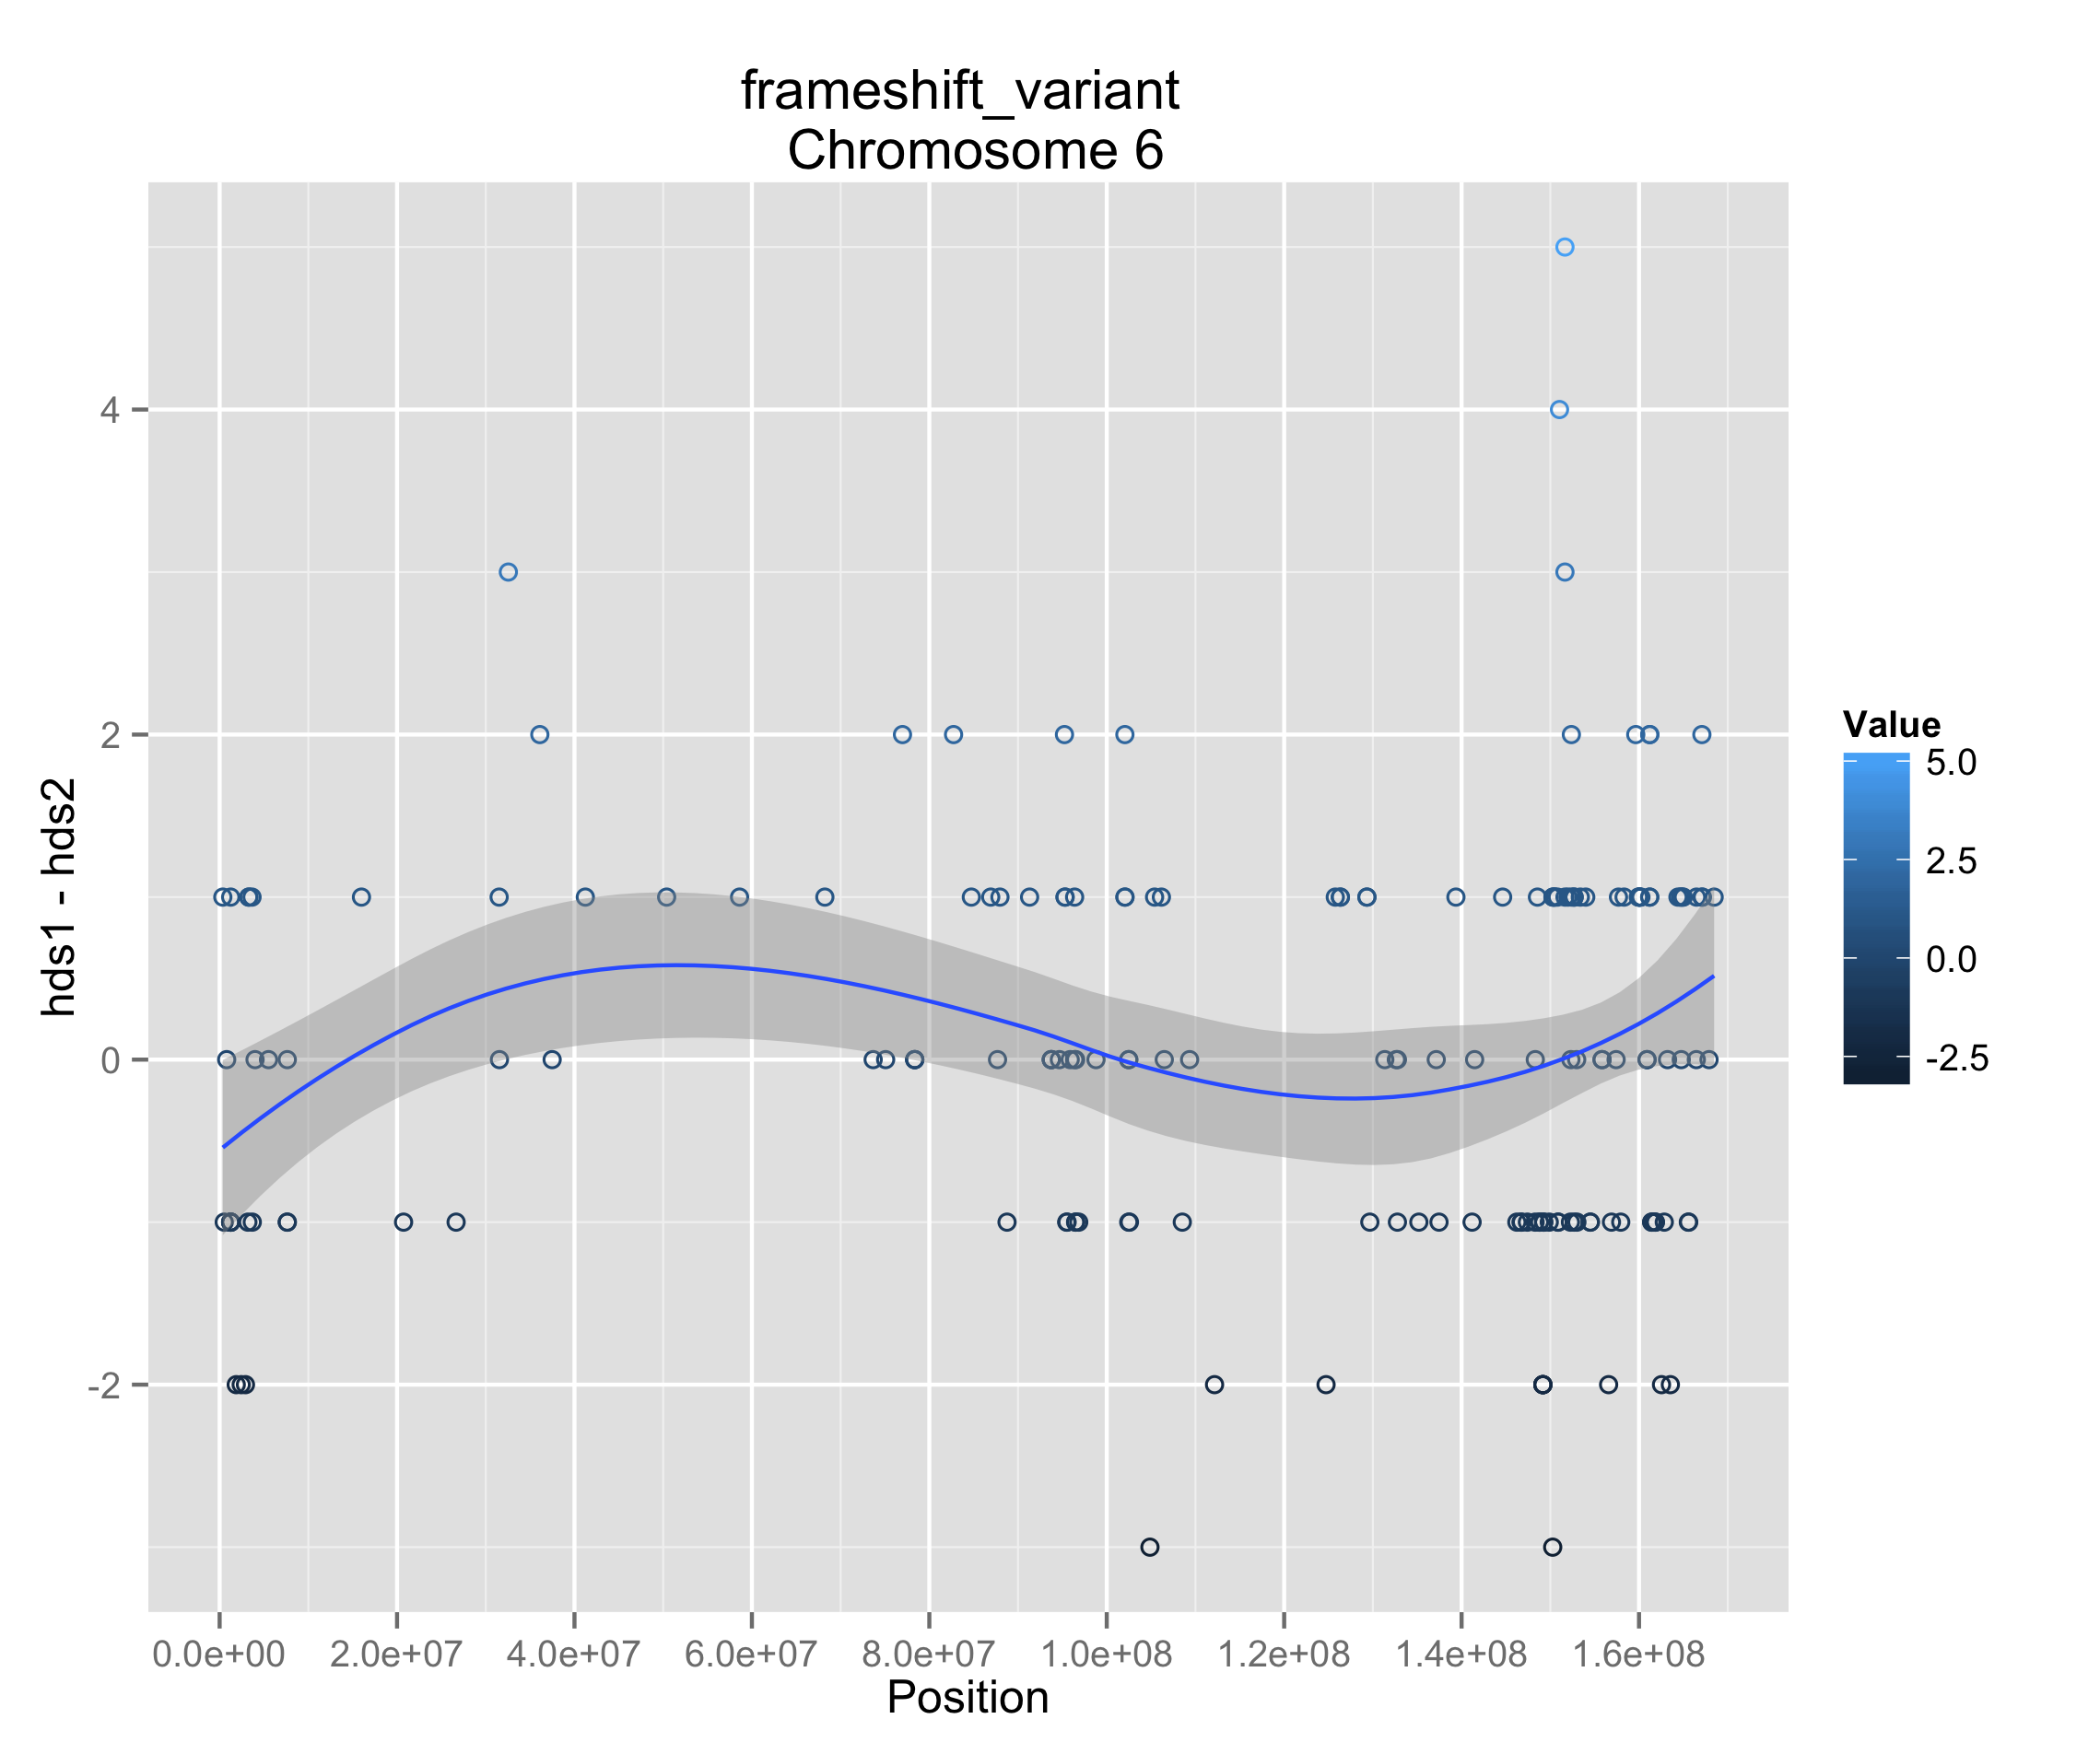 frameshift_variant
Chromosome 6
hds1 - hds2
4
2
0
-2
0.0e+00 2.0e+07 4.0e+07 6.0e+07 8.0e+07 1.0e+08 1.2e+08 1.4e+08 1.6e+08
Position
Value
5.0
2.5
0.0
-2.5